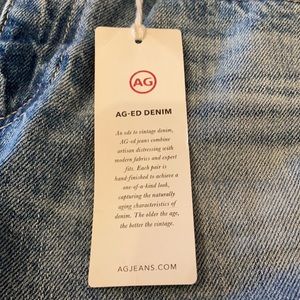 AG
AG-ED DENIM
An ode to vintage denim,
AG-ed jeans combine
artisan distressing with
modern fabrics and expert
fits. Each pair is
hand-finished to achieve a
one-of-a-kind look,
capturing the naturally
aging characteristics of
denim. The older the age,
the better the vintage.
AGJEANS.COM